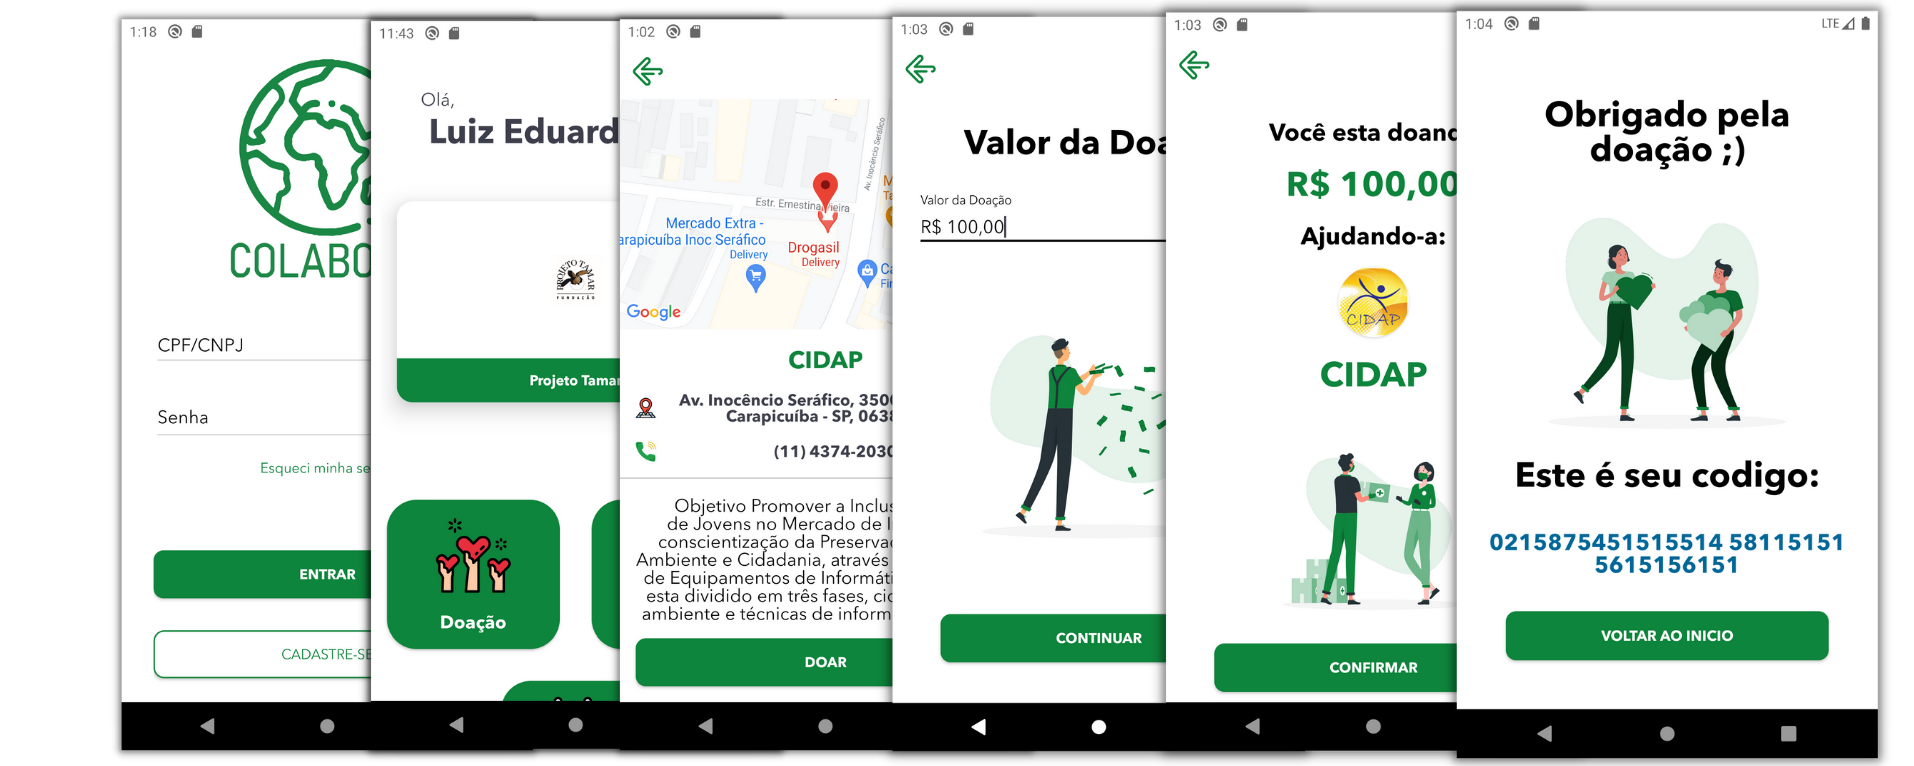 1:18
COLABO
CPF/CNPJ
Senha
Esqueci minha se
ENTRAR
CADASTRE-SE
11:43
Olá,
Luiz Eduard
PROJETO TAMAR
FUNDAÇÃO
Projeto Tamar
Doação
1:02
Av. Inocêncio Seráfico
Estr. Ernestina Vieira
Mercado Extra -
arapicuíba Inoc Seráfico
Delivery
Drogasil
Delivery
M
Ta
Ca
Fir
Google
CIDAP
Av. Inocêncio Seráfico, 350
Carapicuíba - SP, 063
(11) 4374-2030
Objetivo Promover a Inclus
de Jovens no Mercado de
conscientização da Preserva
Ambiente e Cidadania, através
de Equipamentos de Informáti
esta dividido em três fases, cid
ambiente e técnicas de inform
DOAR
1:03
Valor da Doa
Valor da Doação
R$ 100,00
CONTINUAR
1:03
Você esta doand
R$ 100,00
Ajudando-a:
CIDAP
CIDAP
CONFIRMAR
1:04
LTE
Obrigado pela
doação ;)
Este é seu codigo:
0215875451515514 58115151
5615156151
VOLTAR AO INICIO